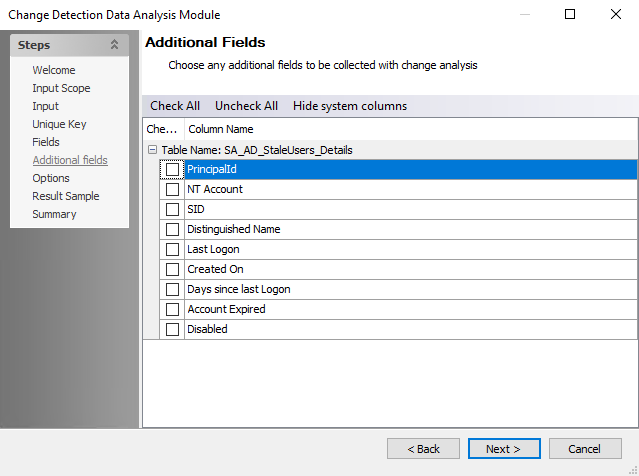 Change Detection Data Analysis Module
Steps
Welcome
Input Scope
Input
Unique Key
Fields
Additional fields
Options
Result Sample
Summary
Additional Fields
Choose any additional fields to be collected with change analysis
Check All Uncheck All Hide system columns
Che... Column Name
Table Name: SA_AD_StaleUsers_Details
PrincipalId
NT Account
SID
Distinguished Name
Last Logon
Created On
Days since last Logon
Account Expired
Disabled
< Back Next > Cancel